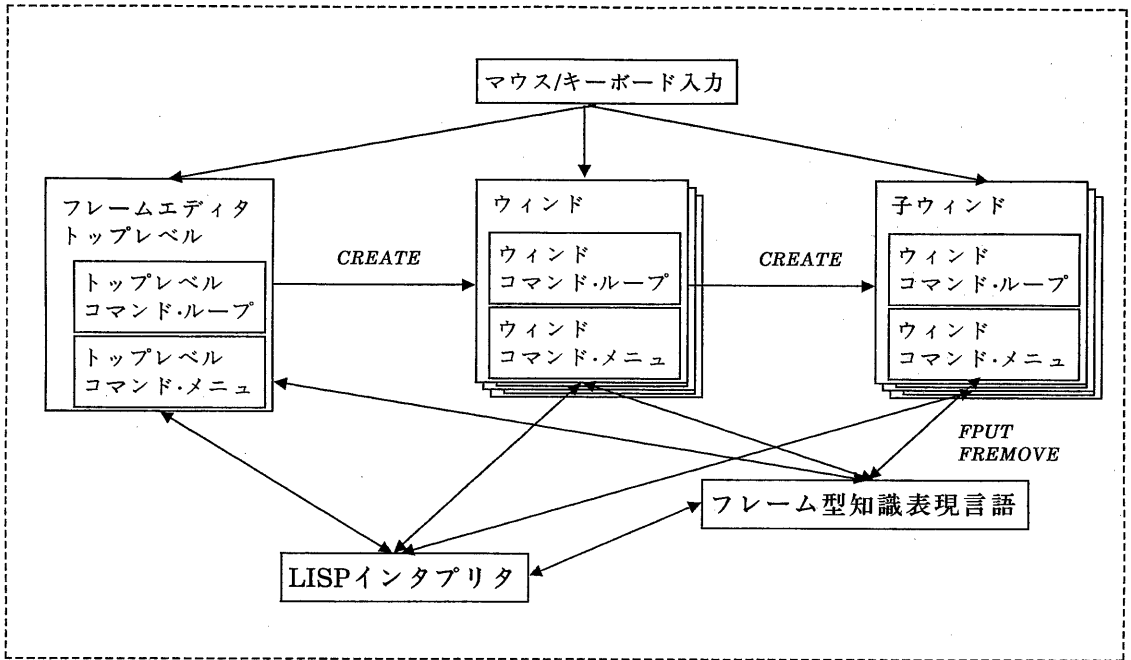 マウス/キーボード入力
フレームエディタ
トップレベル
トップレベル
コマンド・ループ
トップレベル
コマンド・メニュ
CREATE
ウィンド
ウィンド
コマンド・ループ
ウィンド
コマンド・メニュ
CREATE
子ウィンド
ウィンド
コマンド・ループ
ウィンド
コマンド・メニュ
FPUT
FREMOVE
フレーム型知識表現言語
LISPインタプリタ